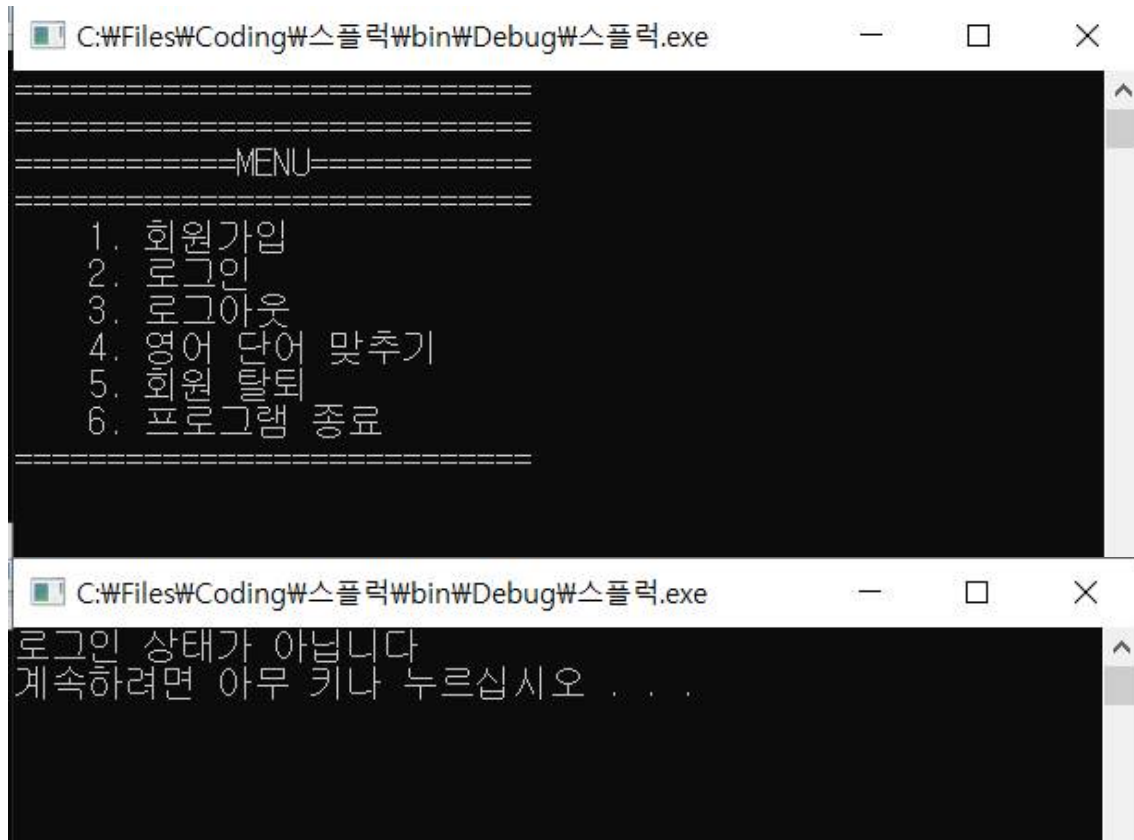 C:₩Files₩Coding₩스플럭₩bin₩Debug₩스플럭.exe
============================
============================
============MENU============
============================
1. 회원가입
2. 로그인
3. 로그아웃
4. 영어 단어 맞추기
5. 회원 탈퇴
6. 프로그램 종료
============================
C:₩Files₩Coding₩스플럭₩bin₩Debug₩스플럭.exe
로그인 상태가 아닙니다
계속하려면 아무 키나 누르십시오 . . .